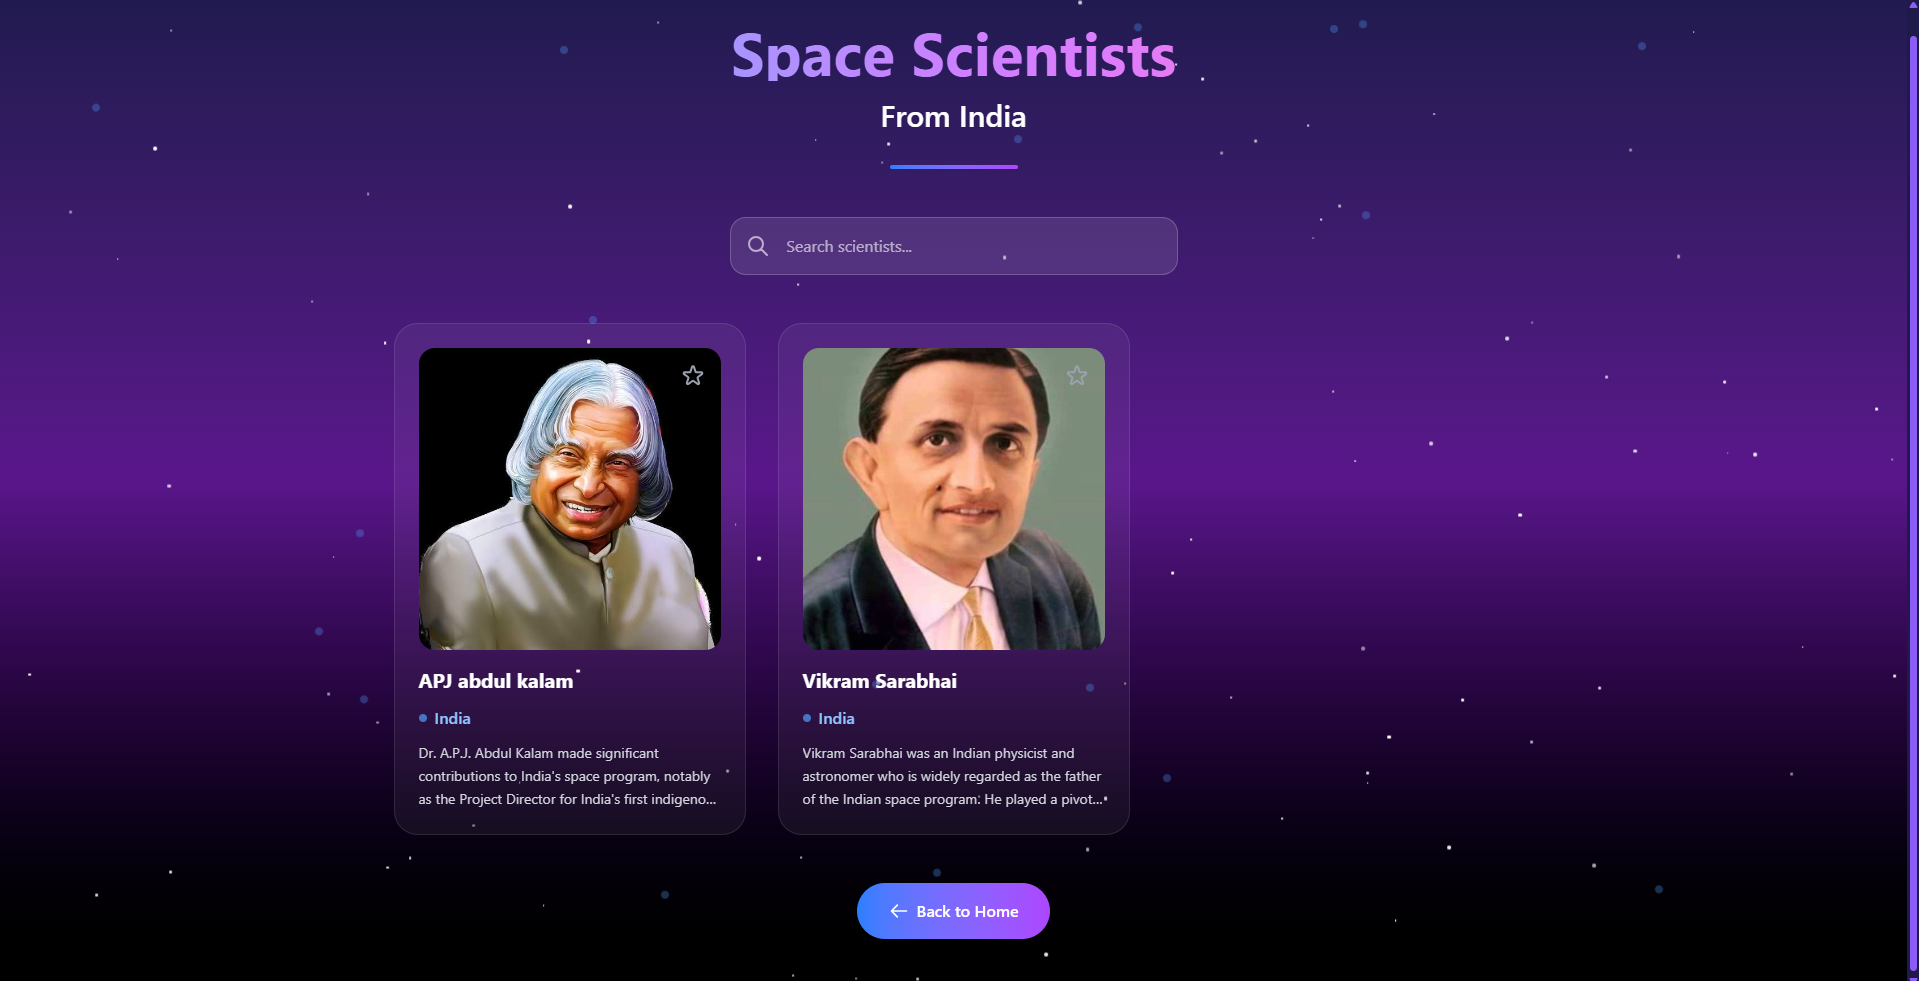 Space Scientists
From India
Search scientists...
APJ abdul kalam
India
Dr. A.P.J. Abdul Kalam made significant
contributions to India's space program, notably
as the Project Director for India's first indigeno...
Vikram Sarabhai
India
Vikram Sarabhai was an Indian physicist and
astronomer who is widely regarded as the father
of the Indian space program: He played a pivot...
Back to Home